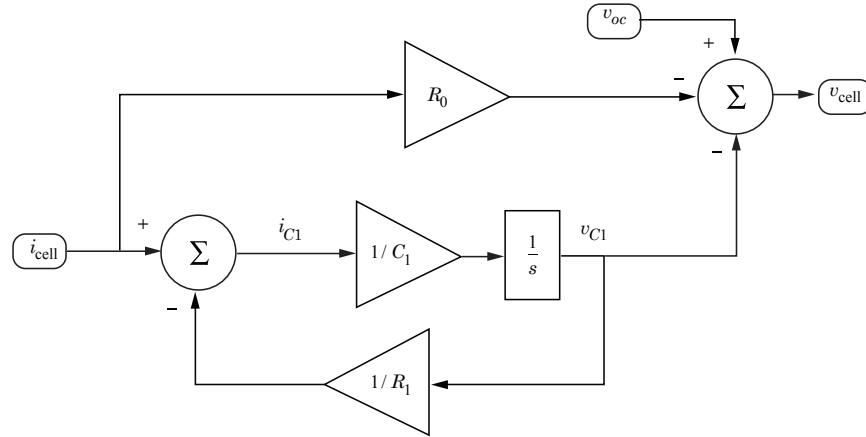 v_oc
+
−
R_0
Σ
v_cell
−
+
i_C1
v_C1
i_cell
Σ
1/C_1
1/s
−
1/R_1